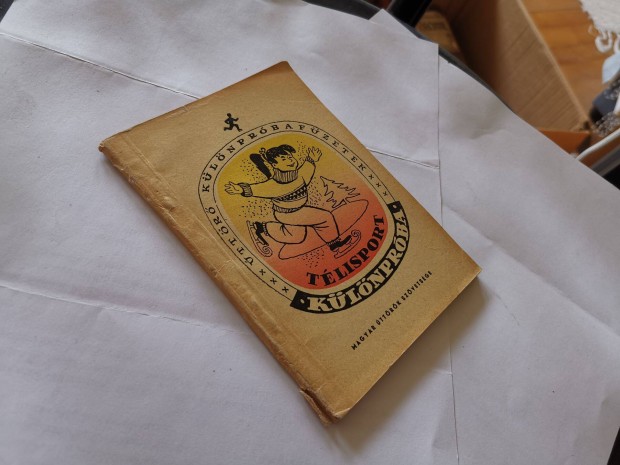 ××× ÚTTÖRŐ KÜLÖNPRÓBAFÜZETEK ×××
TÉLISPORT
KÜLÖNPRÓBA
MAGYAR ÚTTÖRŐK SZÖVETSÉGE